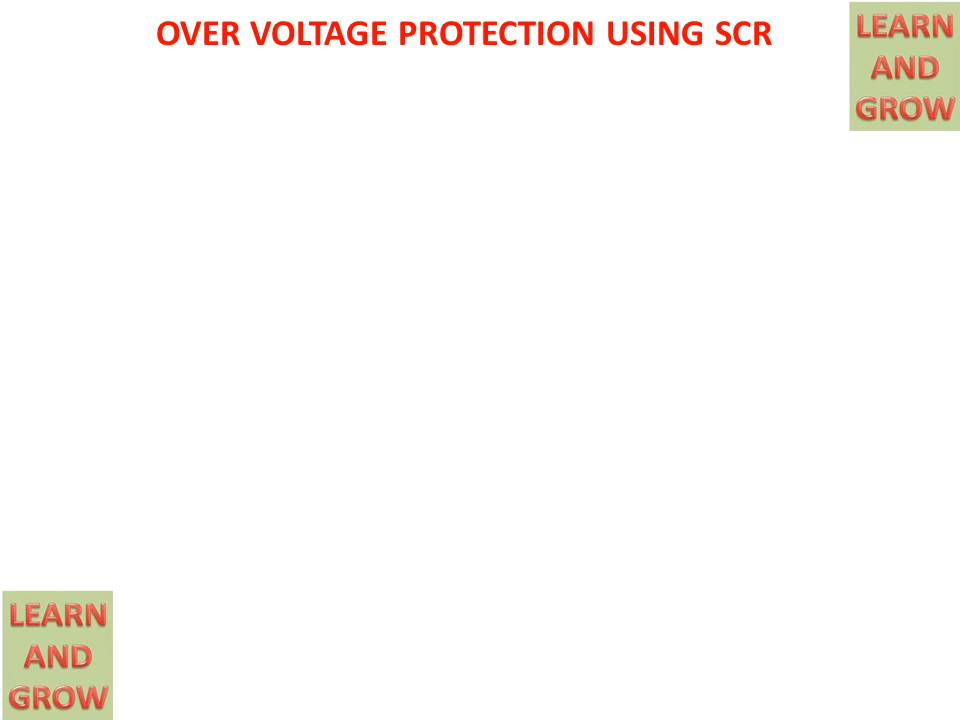 OVER VOLTAGE PROTECTION USING SCR
LEARN
AND
GROW
LEARN
AND
GROW